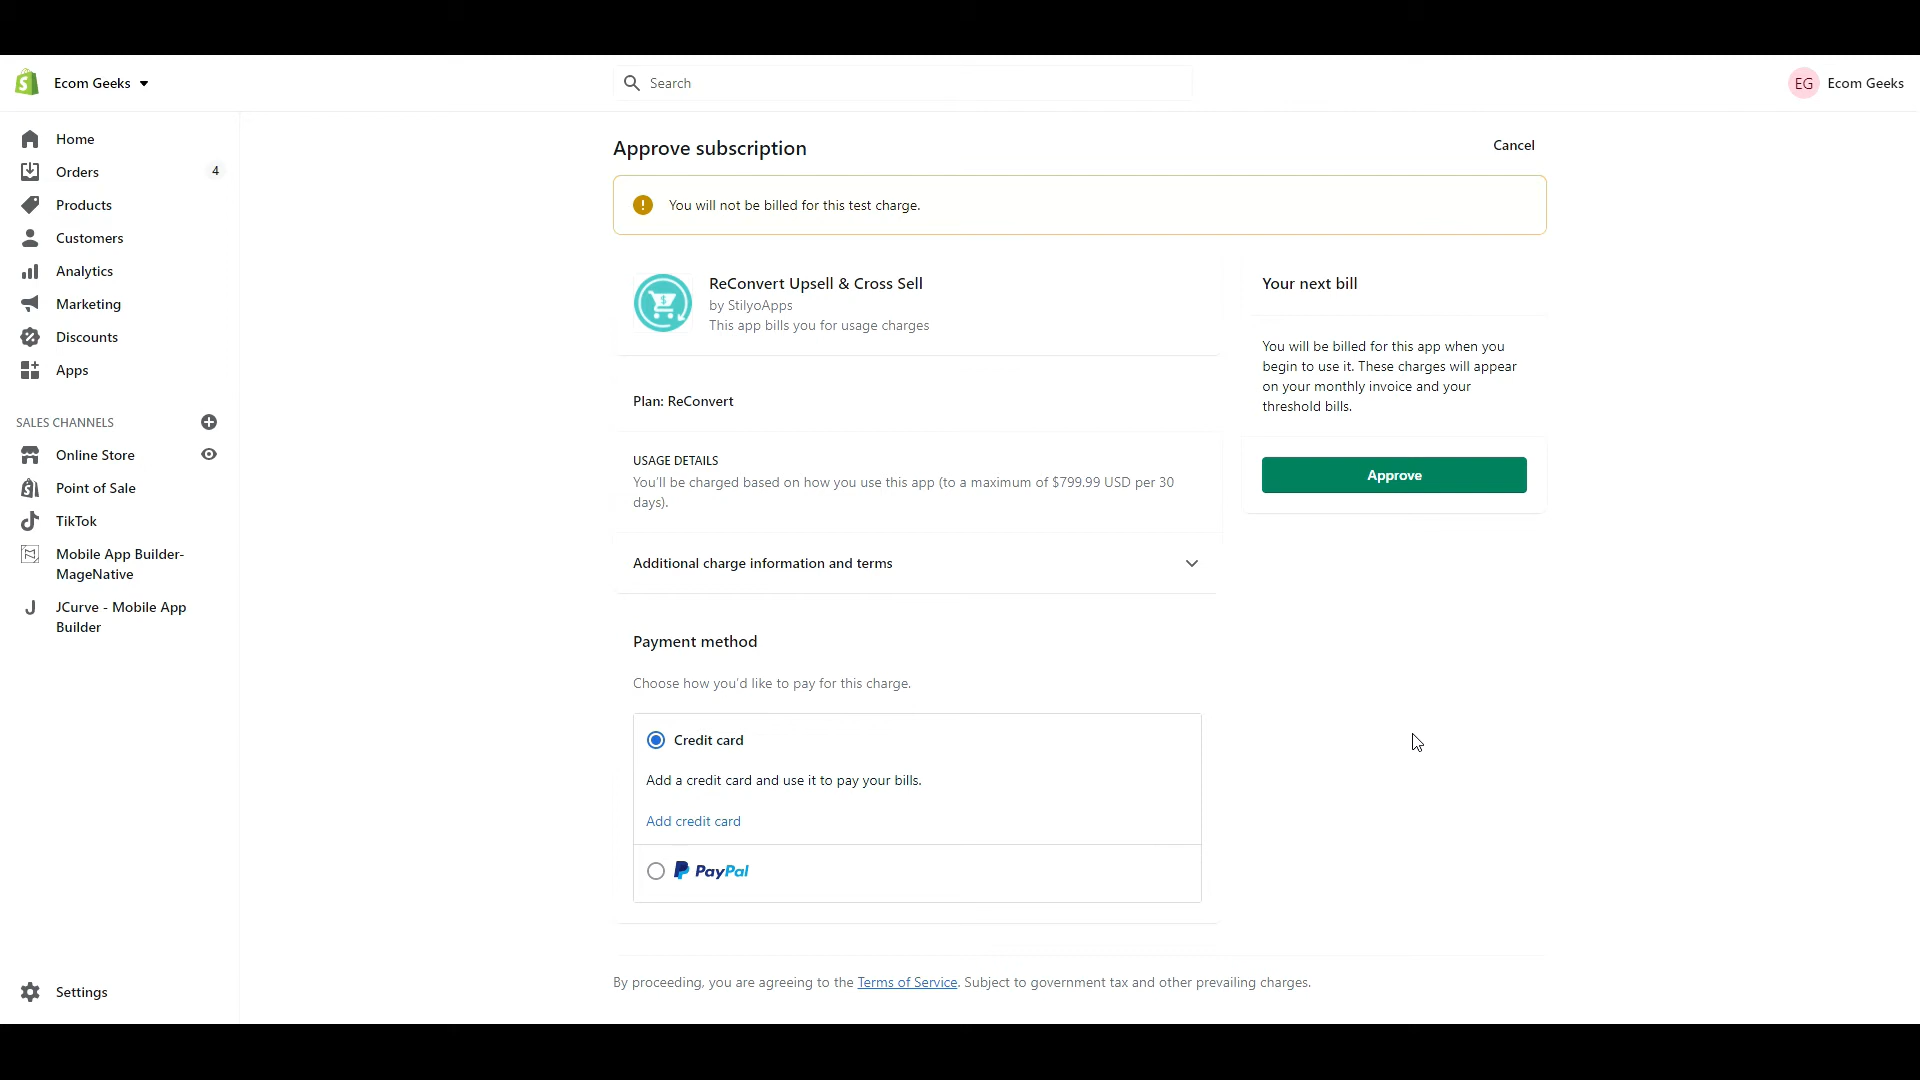 Ecom Geeks
Search
EG Ecom Geeks
Home
Orders 4
Products
Customers
Analytics
Marketing
Discounts
Apps
SALES CHANNELS
Online Store
Point of Sale
TikTok
Mobile App Builder-
MageNative
JCurve - Mobile App
Builder
Settings
Approve subscription
Cancel
You will not be billed for this test charge.
ReConvert Upsell & Cross Sell
by StilyoApps
This app bills you for usage charges
Plan: ReConvert
USAGE DETAILS
You'll be charged based on how you use this app (to a maximum of $799.99 USD per 30
days).
Additional charge information and terms
Payment method
Choose how you'd like to pay for this charge.
Credit card
Add a credit card and use it to pay your bills.
Add credit card
PayPal
Your next bill
You will be billed for this app when you
begin to use it. These charges will appear
on your monthly invoice and your
threshold bills.
Approve
By proceeding, you are agreeing to the Terms of Service. Subject to government tax and other prevailing charges.